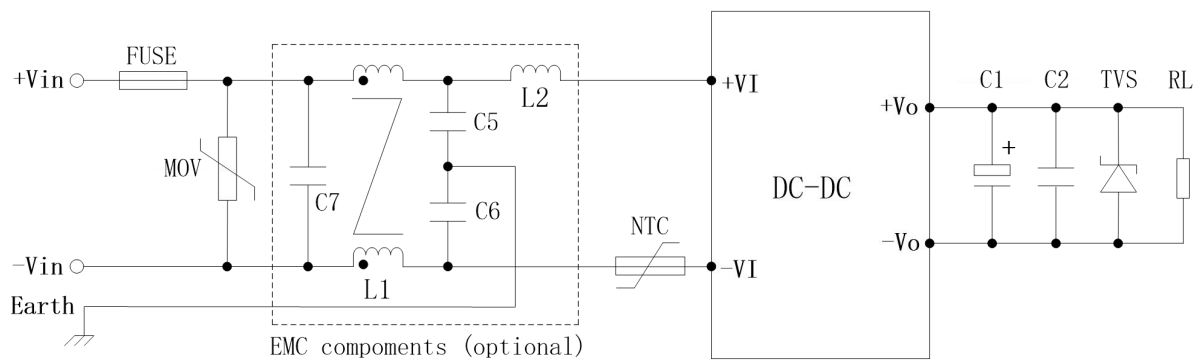 FUSE
+Vin
MOV
-Vin
Earth
C7
L1
C5
C6
L2
EMC compoments (optional)
NTC
+VI
-VI
DC-DC
+Vo
-Vo
C1
+
C2
TVS
RL